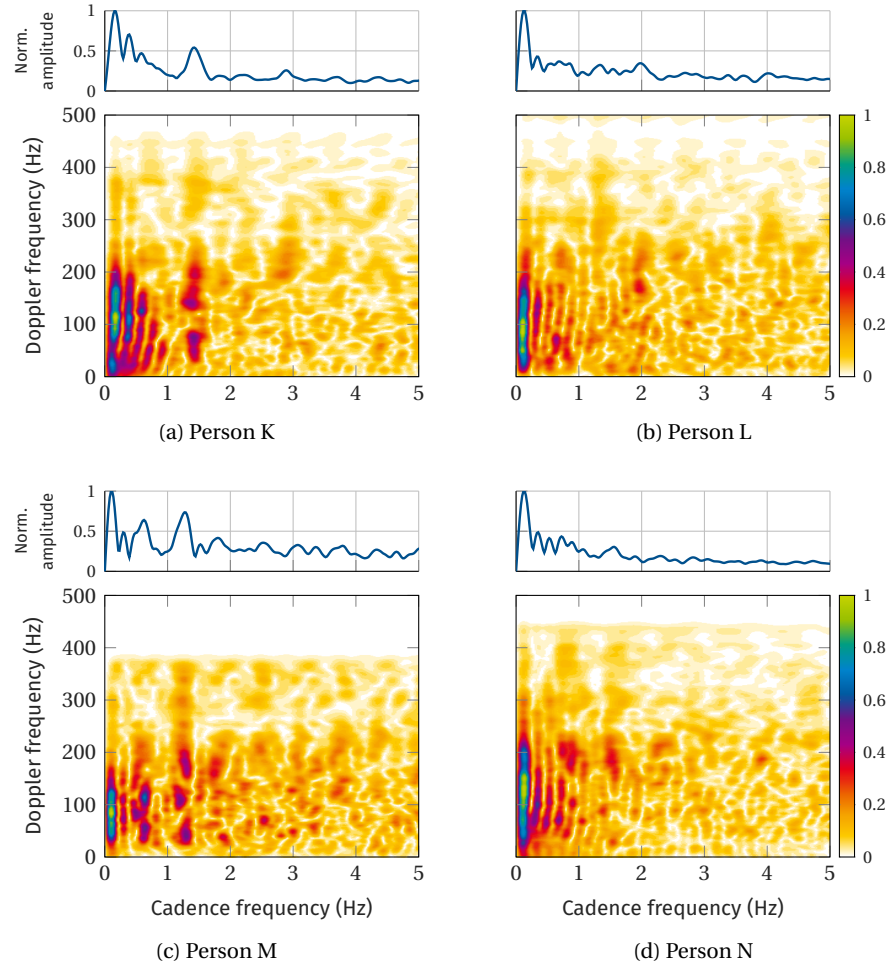 Norm.
amplitude
1
0.5
0
1
0.5
0
Doppler frequency (Hz)
500
400
300
200
100
0
0 1 2 3 4 5
0 1 2 3 4 5
1
0.8
0.6
0.4
0.2
0
(a) Person K
(b) Person L
Norm.
amplitude
1
0.5
0
1
0.5
0
Doppler frequency (Hz)
500
400
300
200
100
0
0 1 2 3 4 5
0 1 2 3 4 5
1
0.8
0.6
0.4
0.2
0
Cadence frequency (Hz)
Cadence frequency (Hz)
(c) Person M
(d) Person N